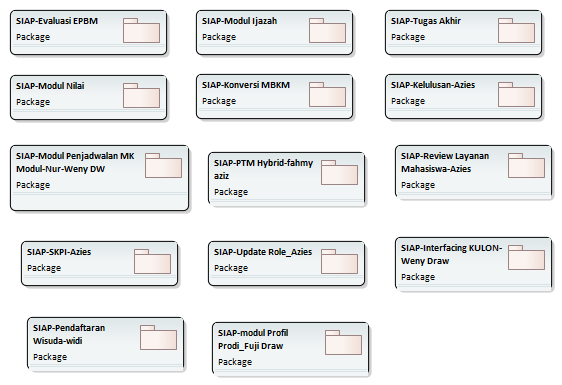 SIAP-Evaluasi EPBM
Package
SIAP-Modul Ijazah
Package
SIAP-Tugas Akhir
Package
SIAP-Modul Nilai
Package
SIAP-Konversi MBKM
Package
SIAP-Kelulusan-Azies
Package
SIAP-Modul Penjadwalan MK
Modul-Nur-Weny DW
Package
SIAP-PTM Hybrid-fahmy
aziz
Package
SIAP-Review Layanan
Mahasiswa-Azies
Package
SIAP-SKPI-Azies
Package
SIAP-Update Role_Azies
Package
SIAP-Interfacing KULON-
Weny Draw
Package
SIAP-Pendaftaran
Wisuda-widi
Package
SIAP-modul Profil
Prodi_Fuji Draw
Package